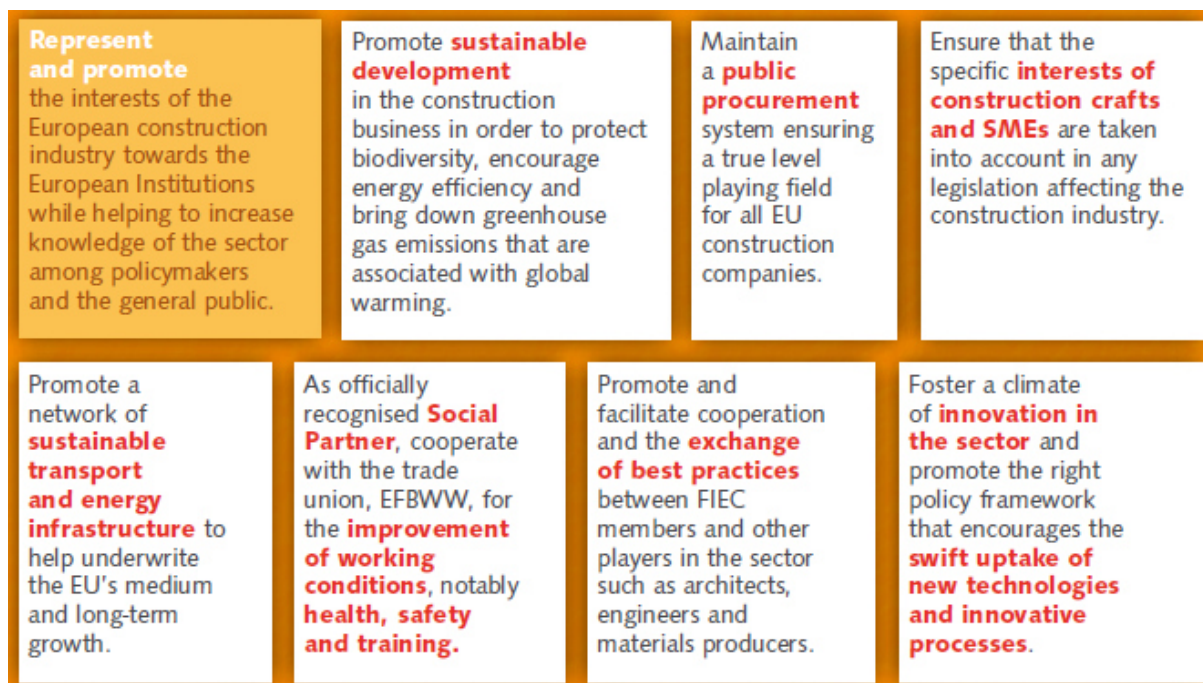 Represent
and promote
the interests of the
European construction
industry towards the
European Institutions
while helping to increase
knowledge of the sector
among policymakers
and the general public.
Promote sustainable
development
in the construction
business in order to protect
biodiversity, encourage
energy efficiency and
bring down greenhouse
gas emissions that are
associated with global
warming.
Maintain
a public
procurement
system ensuring
a true level
playing field
for all EU
construction
companies.
Ensure that the
specific interests of
construction crafts
and SMEs are taken
into account in any
legislation affecting the
construction industry.
Promote a
network of
sustainable
transport
and energy
infrastructure to
help underwrite
the EU’s medium
and long-term
growth.
As officially
recognised Social
Partner, cooperate
with the trade
union, EFBWW, for
the improvement
of working
conditions, notably
health, safety
and training.
Promote and
facilitate cooperation
and the exchange
of best practices
between FIEC
members and other
players in the sector
such as architects,
engineers and
materials producers.
Foster a climate
of innovation in
the sector and
promote the right
policy framework
that encourages the
swift uptake of
new technologies
and innovative
processes.